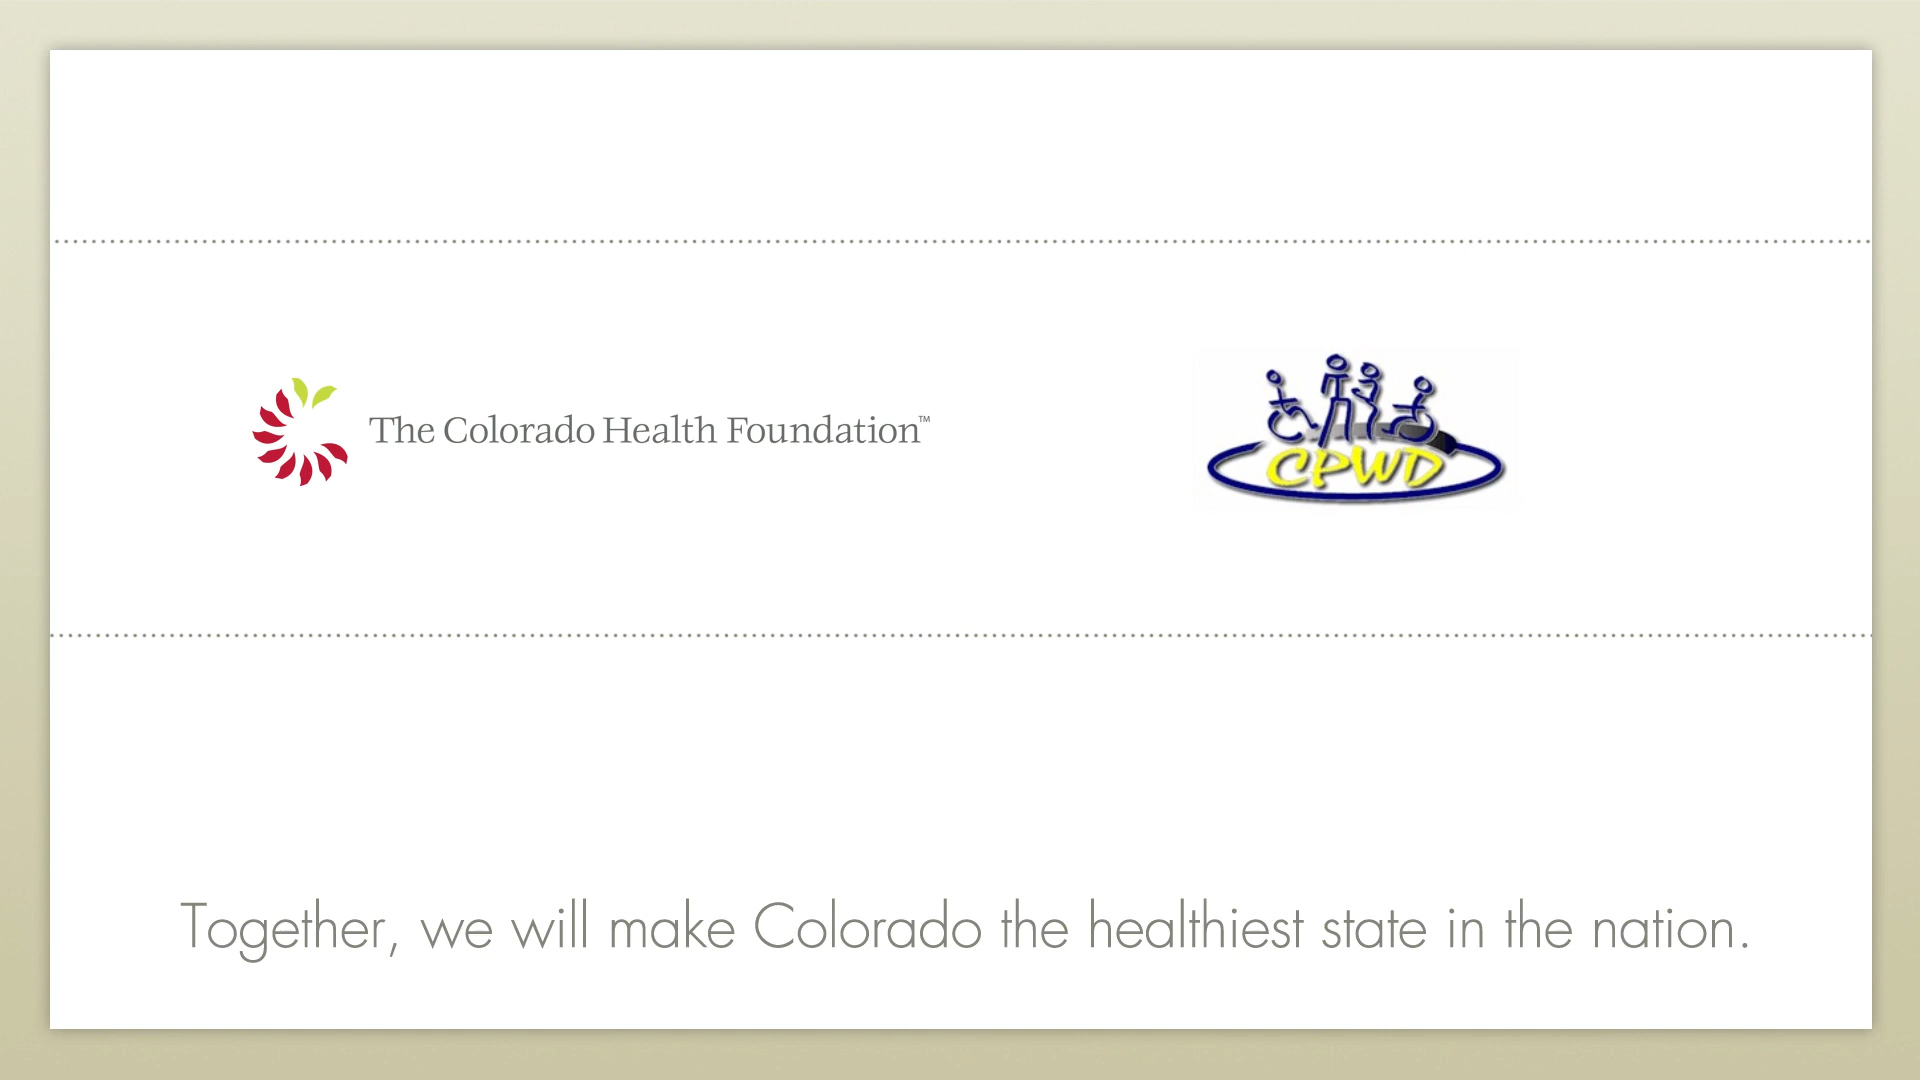 The Colorado Health Foundation™
CPWD
Together, we will make Colorado the healthiest state in the nation.